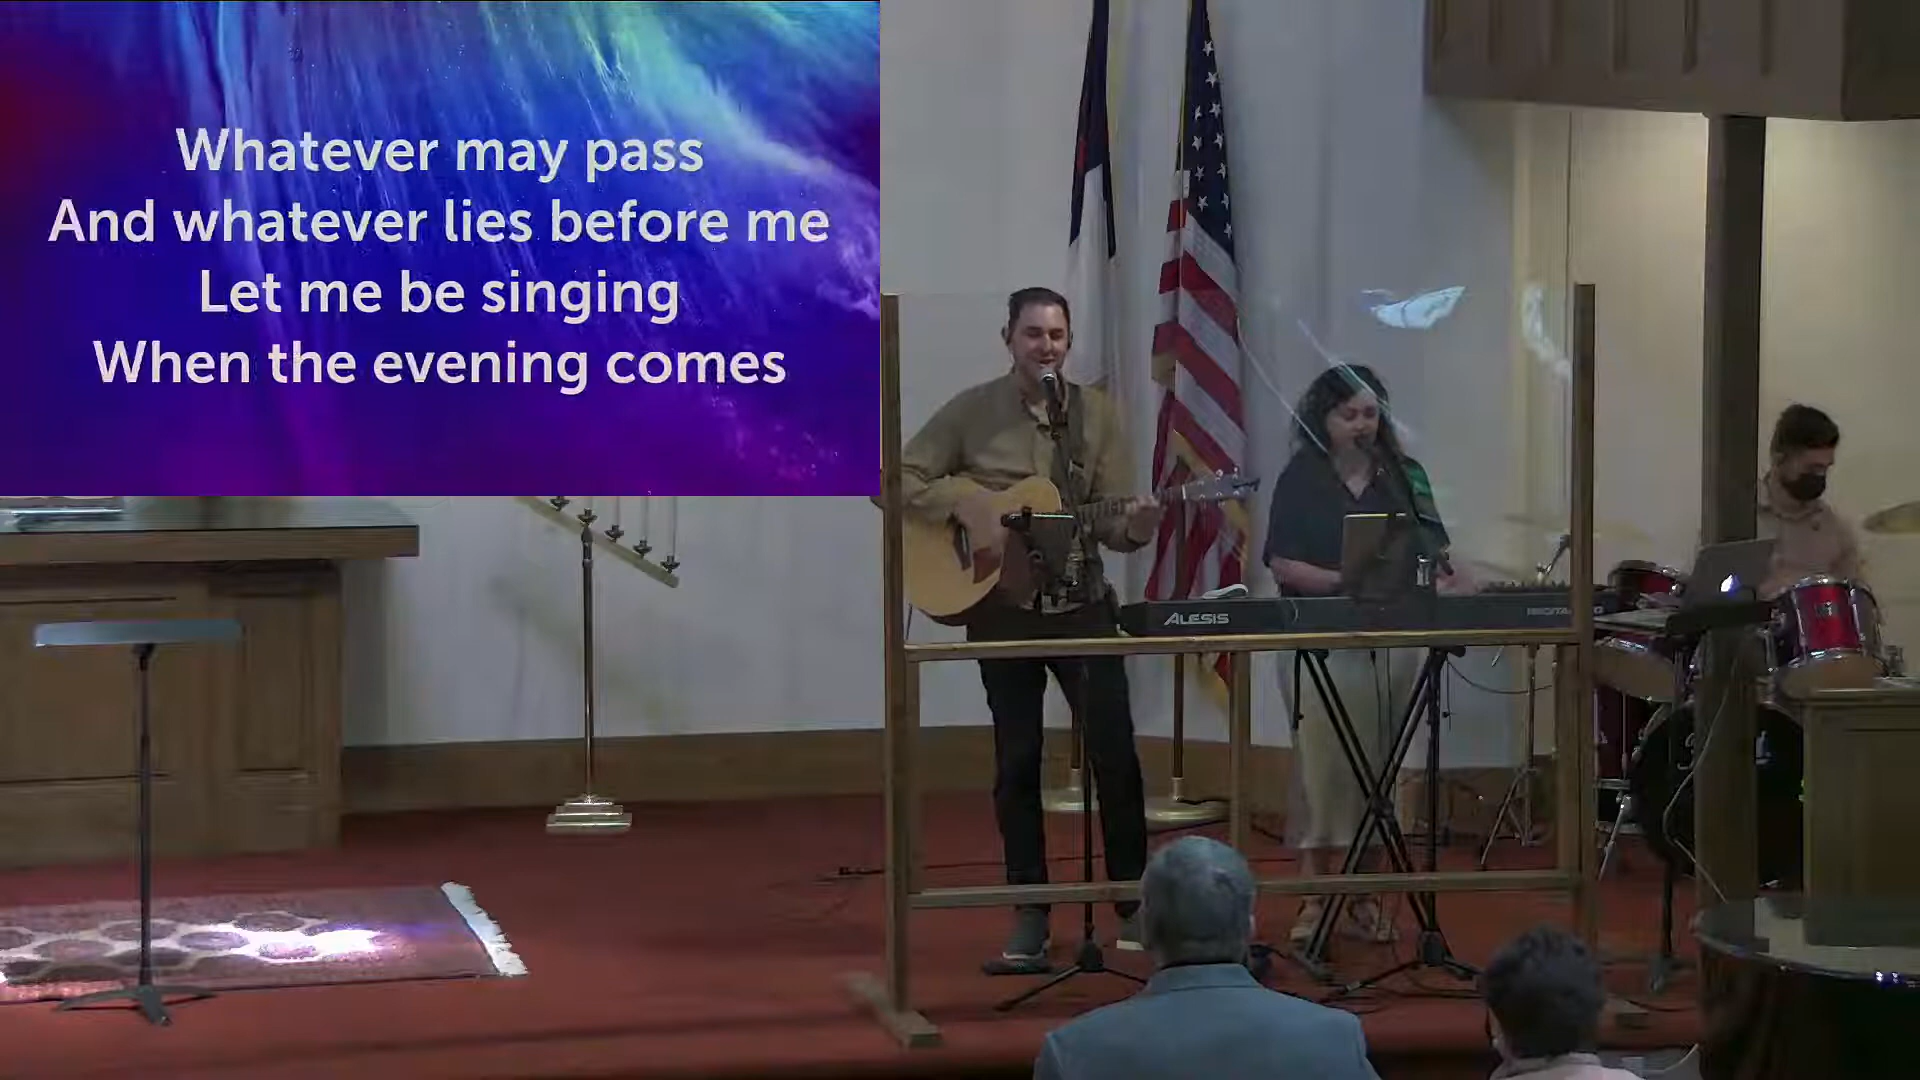 Whatever may pass
And whatever lies before me
Let me be singing
When the evening comes
ALESIS